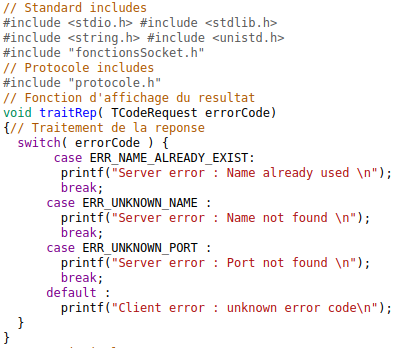 // Standard includes
#include <stdio.h> #include <stdlib.h>
#include <string.h> #include <unistd.h>
#include "fonctionsSocket.h"
// Protocole includes
#include "protocole.h"
// Fonction d'affichage du resultat
void traitRep( TCodeRequest errorCode)
{// Traitement de la reponse
switch( errorCode ) {
case ERR_NAME_ALREADY_EXIST:
printf("Server error : Name already used \n");
break;
case ERR_UNKNOWN_NAME :
printf("Server error : Name not found \n");
break;
case ERR_UNKNOWN_PORT :
printf("Server error : Port not found \n");
break;
default :
printf("Client error : unknown error code\n");
}
}